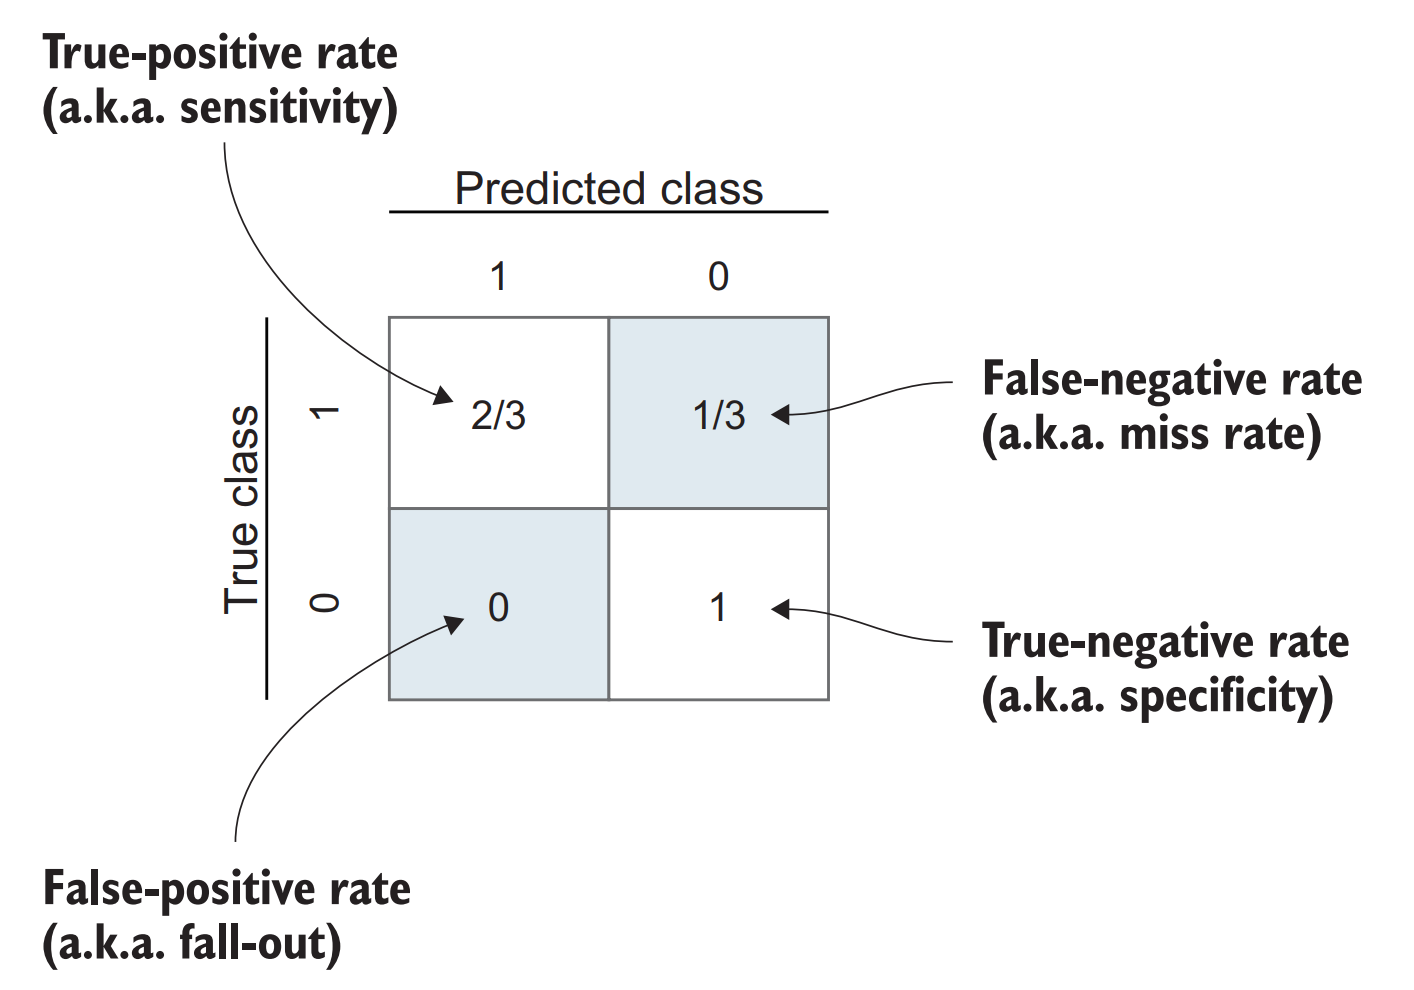 True-positive rate
(a.k.a. sensitivity)
Predicted class
1 0
True class
1
2/3 1/3
False-negative rate
(a.k.a. miss rate)
0
0 1
True-negative rate
(a.k.a. specificity)
False-positive rate
(a.k.a. fall-out)